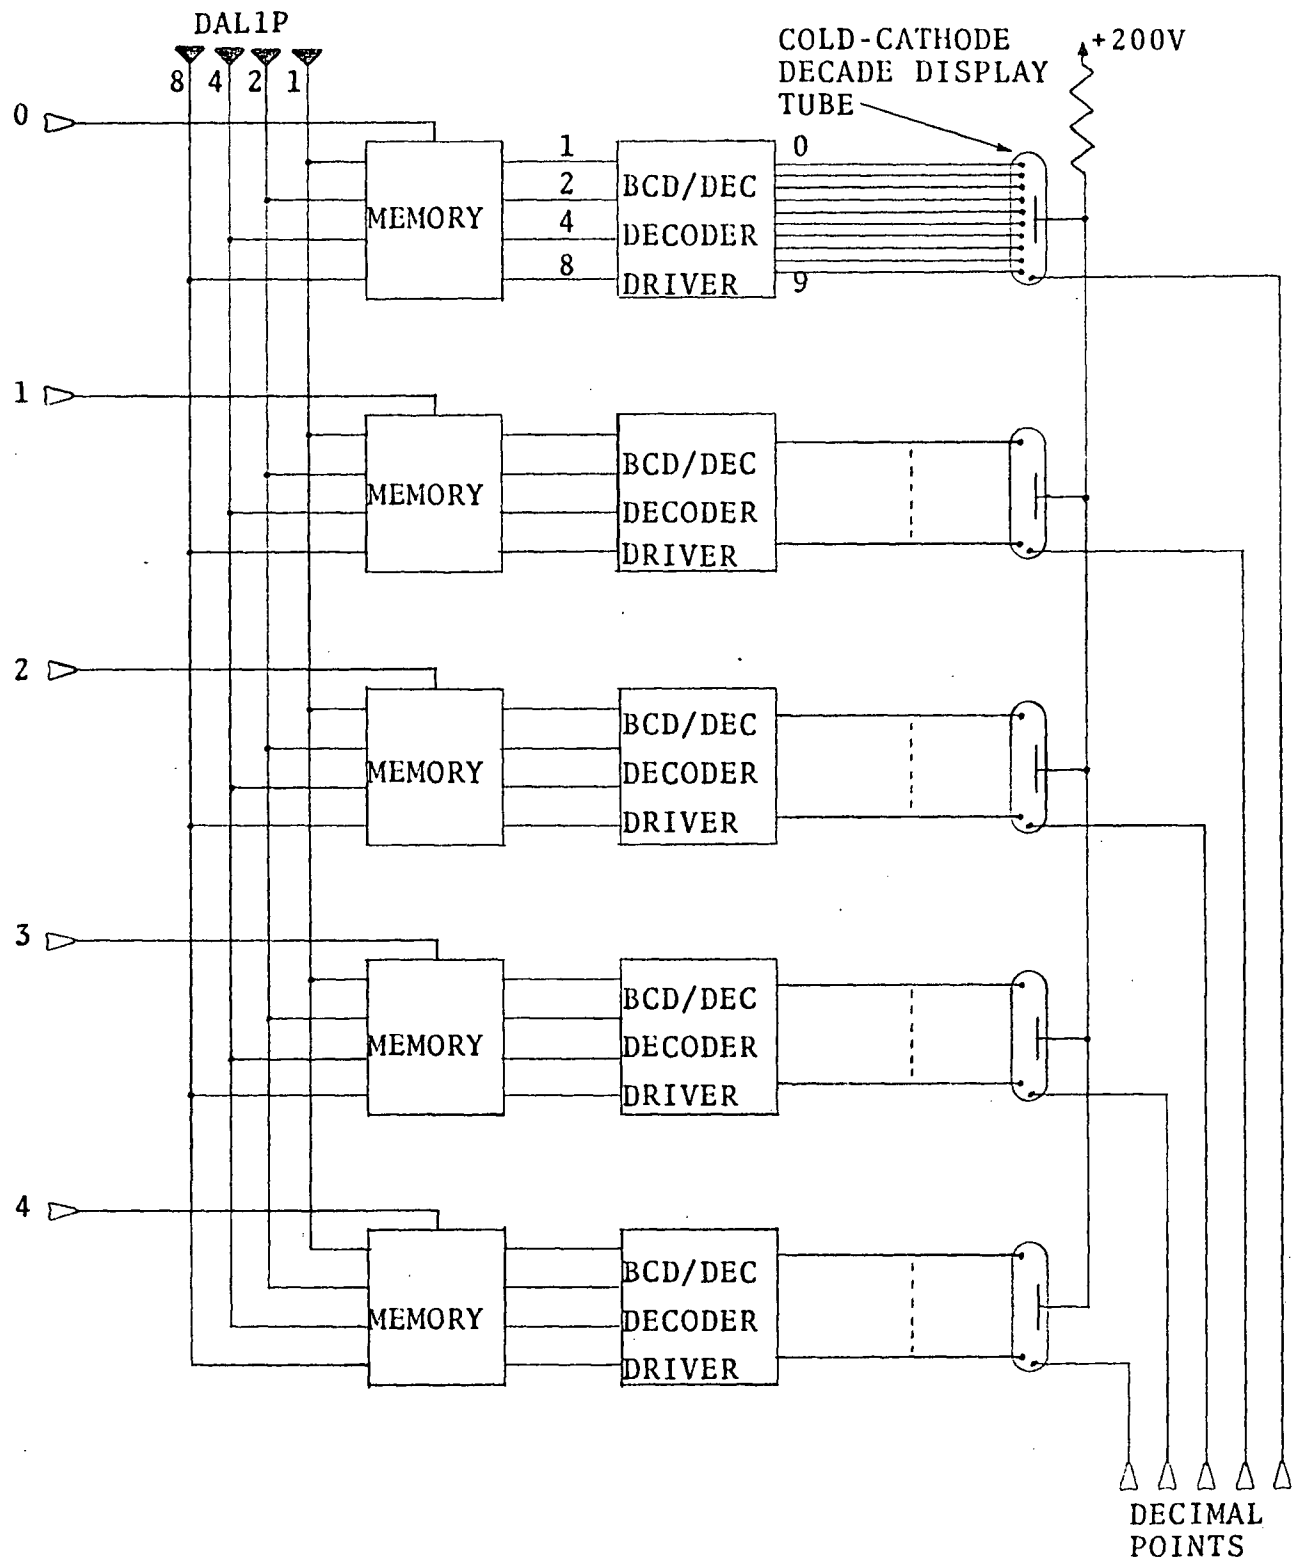 DAL1P
8 4 2 1
COLD-CATHODE
DECADE DISPLAY
TUBE
+200V
0
MEMORY
1
2
4
8
BCD/DEC
DECODER
DRIVER
0
9
1
MEMORY
BCD/DEC
DECODER
DRIVER
2
MEMORY
BCD/DEC
DECODER
DRIVER
3
MEMORY
BCD/DEC
DECODER
DRIVER
4
MEMORY
BCD/DEC
DECODER
DRIVER
DECIMAL
POINTS